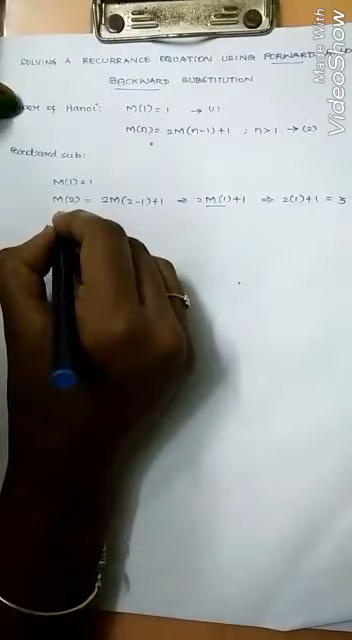 SOLVING A RECURRANCE EQUATION USING FORWARD
BACKWARD SUBSTITUTION
of Hanoi: M(1) = 1 → (1)
M(n) = 2M(n-1)+1 ; n>1 → (2)
Forward sub:
M(1) = 1
M(2) = 2M(2-1)+1 ⇒ 2M(1)+1 ⇒ 2(1)+1 = 3
Made With
VideoShow